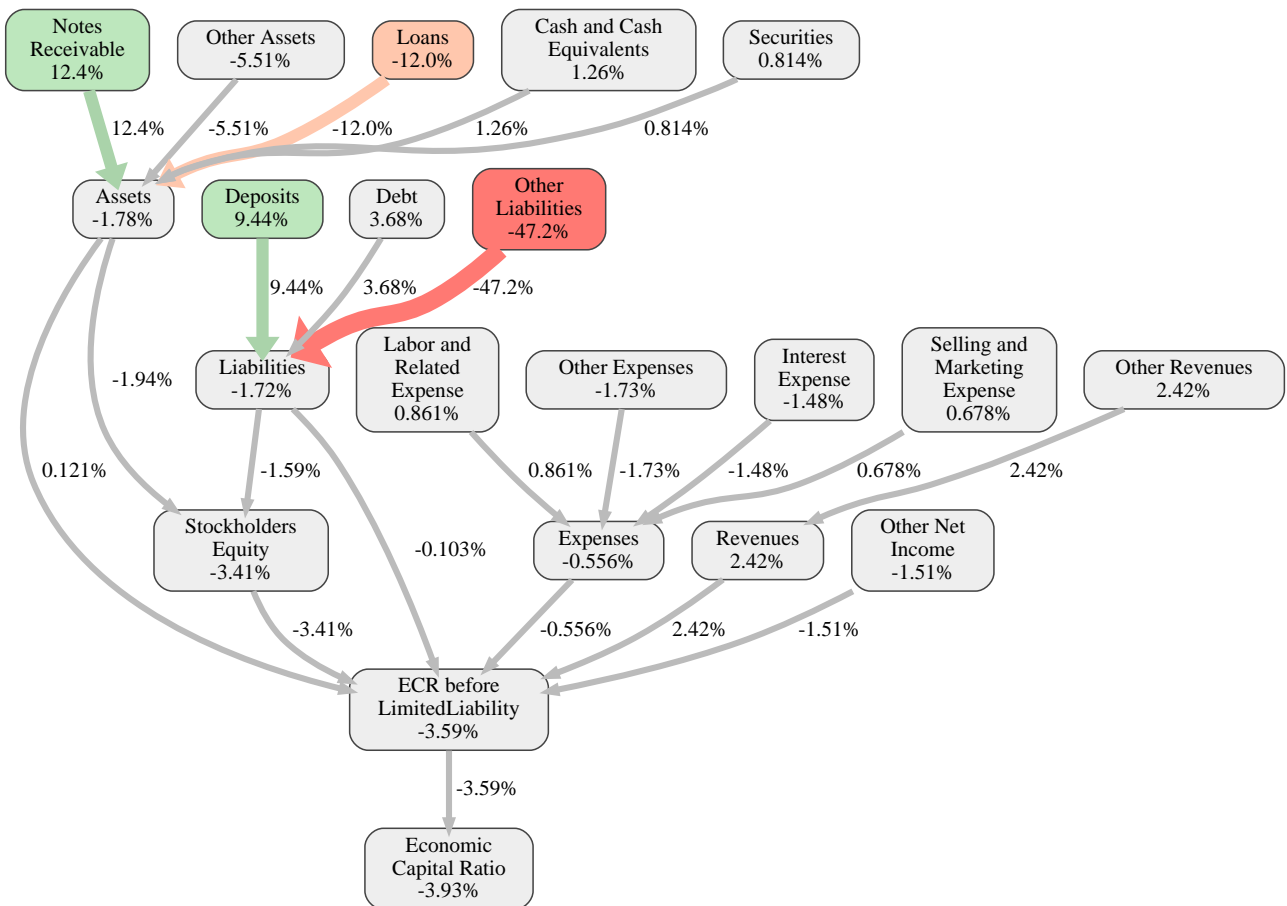 Notes
Receivable
12.4%
Other Assets
-5.51%
Loans
-12.0%
Cash and Cash
Equivalents
1.26%
Securities
0.814%
12.4%
-5.51%
-12.0%
1.26%
0.814%
Assets
-1.78%
Deposits
9.44%
Debt
3.68%
Other
Liabilities
-47.2%
9.44%
3.68%
-47.2%
Liabilities
-1.72%
Labor and
Related
Expense
0.861%
Other Expenses
-1.73%
Interest
Expense
-1.48%
Selling and
Marketing
Expense
0.678%
Other Revenues
2.42%
-1.94%
0.121%
-1.59%
0.861%
-1.73%
-1.48%
0.678%
2.42%
Stockholders
Equity
-3.41%
-0.103%
Expenses
-0.556%
Revenues
2.42%
Other Net
Income
-1.51%
-3.41%
-0.556%
2.42%
-1.51%
ECR before
LimitedLiability
-3.59%
-3.59%
Economic
Capital Ratio
-3.93%